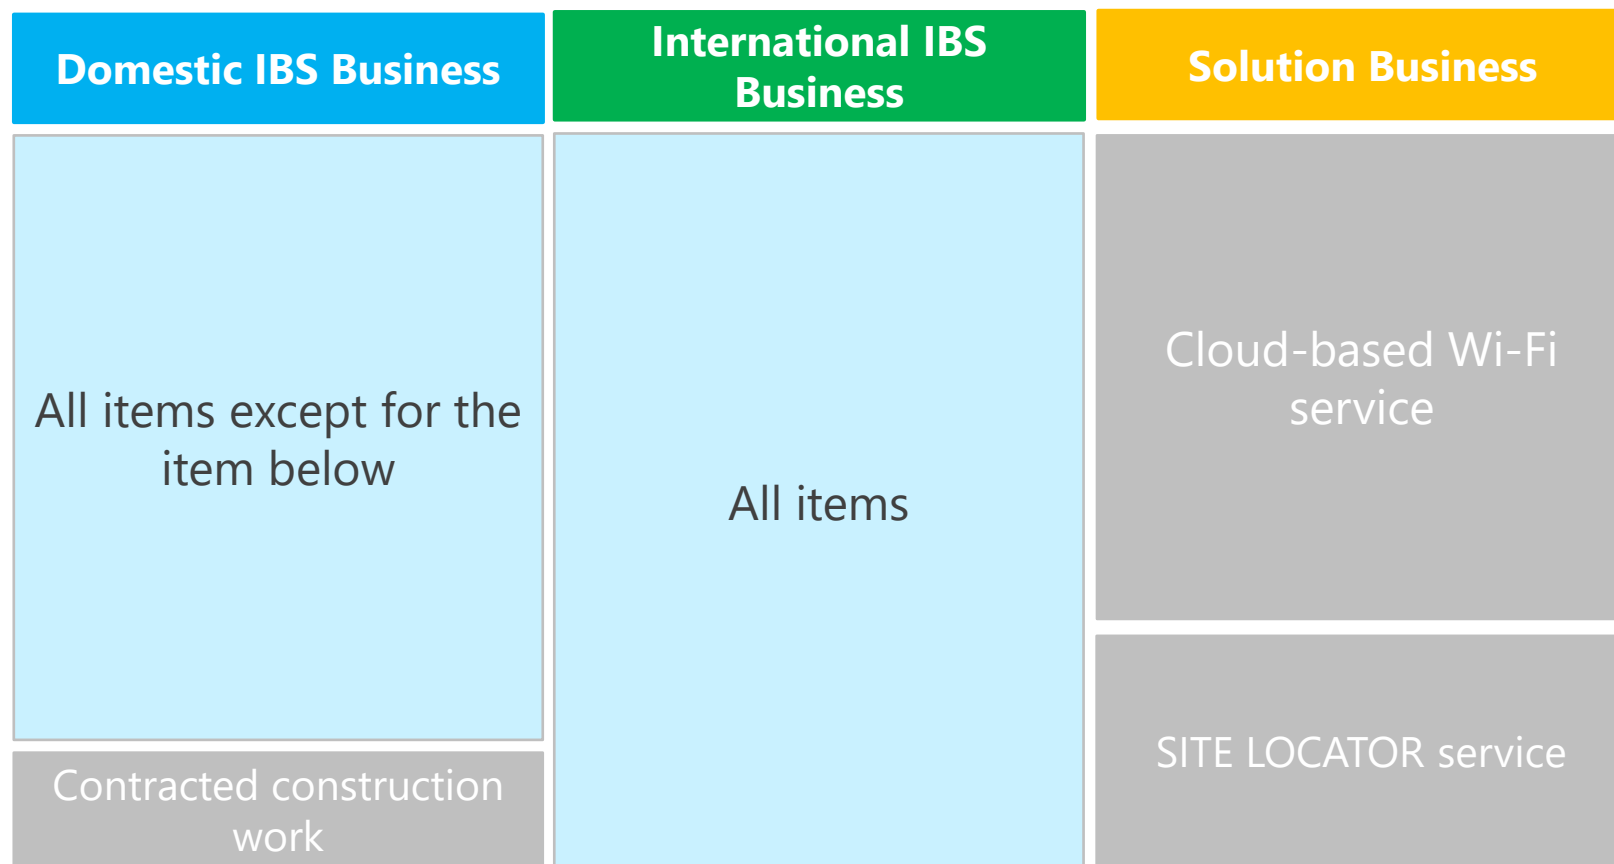 Domestic IBS Business
International IBS
Business
Solution Business
All items except for the
item below
Contracted construction
work
All items
Cloud-based Wi-Fi
service
SITE LOCATOR service